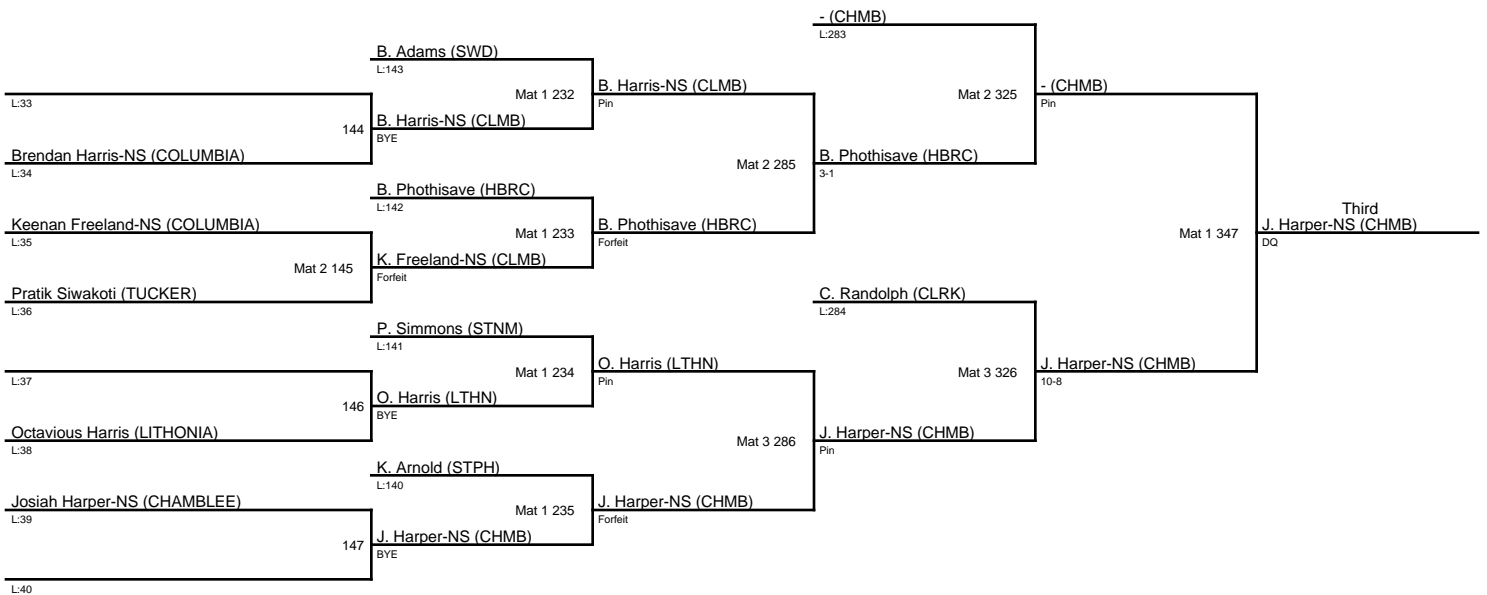 - (CHMB)
L:283
B. Adams (SWD)
L:143
Mat 1 232
B. Harris-NS (CLMB)
Pin
Mat 2 325
- (CHMB)
Pin
L:33
144
B. Harris-NS (CLMB)
BYE
Brendan Harris-NS (COLUMBIA)
L:34
Mat 2 285
B. Phothisave (HBRC)
3-1
B. Phothisave (HBRC)
L:142
Keenan Freeland-NS (COLUMBIA)
L:35
Mat 1 233
B. Phothisave (HBRC)
Forfeit
Mat 1 347
Third
J. Harper-NS (CHMB)
DQ
Mat 2 145
K. Freeland-NS (CLMB)
Forfeit
Pratik Siwakoti (TUCKER)
L:36
C. Randolph (CLRK)
L:284
P. Simmons (STNM)
L:141
Mat 1 234
O. Harris (LTHN)
Pin
Mat 3 326
J. Harper-NS (CHMB)
10-8
L:37
146
O. Harris (LTHN)
BYE
Octavious Harris (LITHONIA)
L:38
Mat 3 286
J. Harper-NS (CHMB)
Pin
K. Arnold (STPH)
L:140
Josiah Harper-NS (CHAMBLEE)
L:39
Mat 1 235
J. Harper-NS (CHMB)
Forfeit
147
J. Harper-NS (CHMB)
BYE
L:40